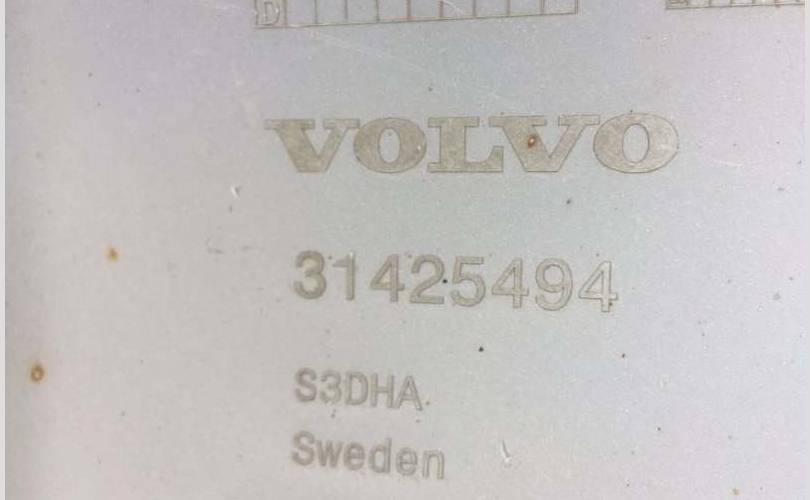 D
VOLVO
31425494
S3DHA
Sweden